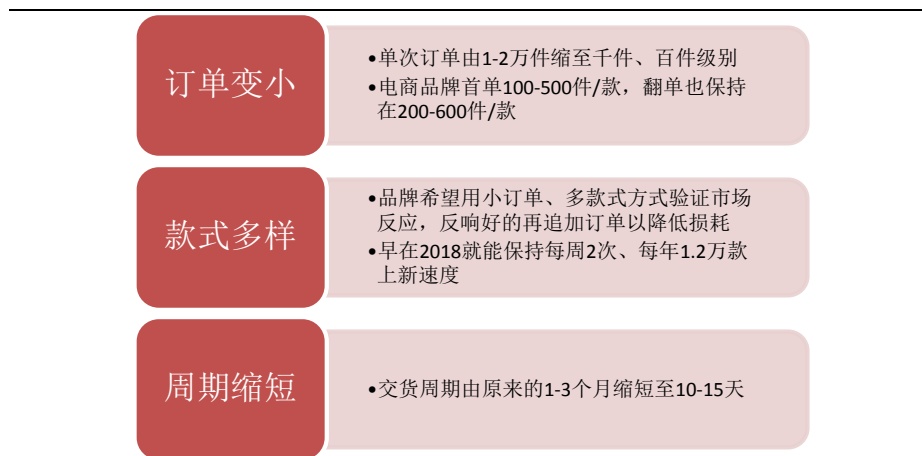 订单变小
•单次订单由1-2万件缩至千件、百件级别
•电商品牌首单100-500件/款，翻单也保持
在200-600件/款
款式多样
•品牌希望用小订单、多款式方式验证市场
反应，反响好的再追加订单以降低损耗
•早在2018就能保持每周2次、每年1.2万款
上新速度
周期缩短
•交货周期由原来的1-3个月缩短至10-15天